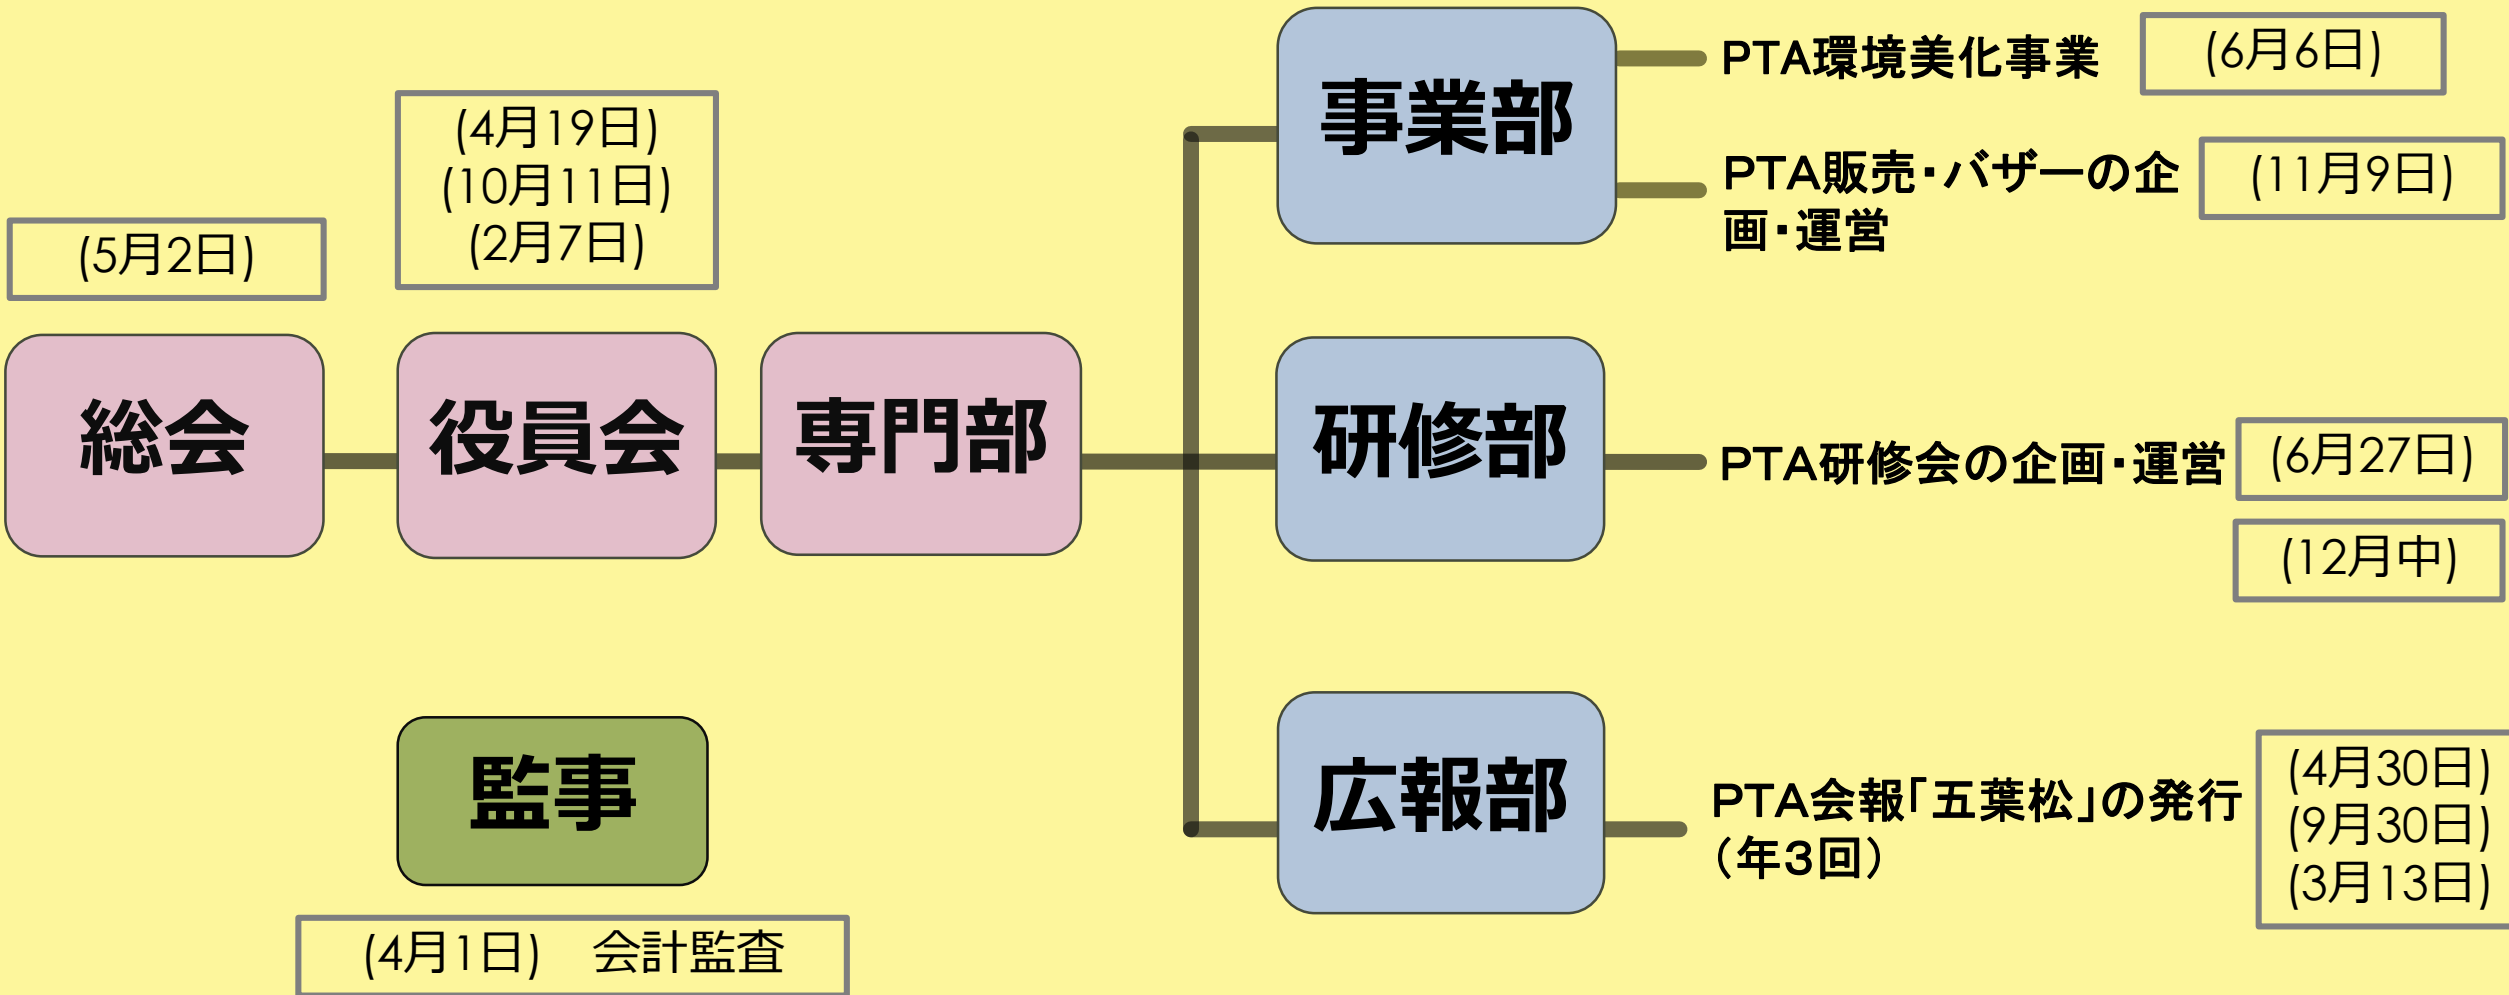 (5月2日)
総会
(4月19日)
(10月11日)
(2月7日)
役員会
専門部
監事
(4月1日)　会計監査
事業部
PTA環境美化事業
(6月6日)
PTA販売・バザーの企
画・運営
(11月9日)
研修部
PTA研修会の企画・運営
(6月27日)
(12月中)
広報部
PTA会報「五葉松」の発行
（年３回）
(4月30日)
(9月30日)
(3月13日)